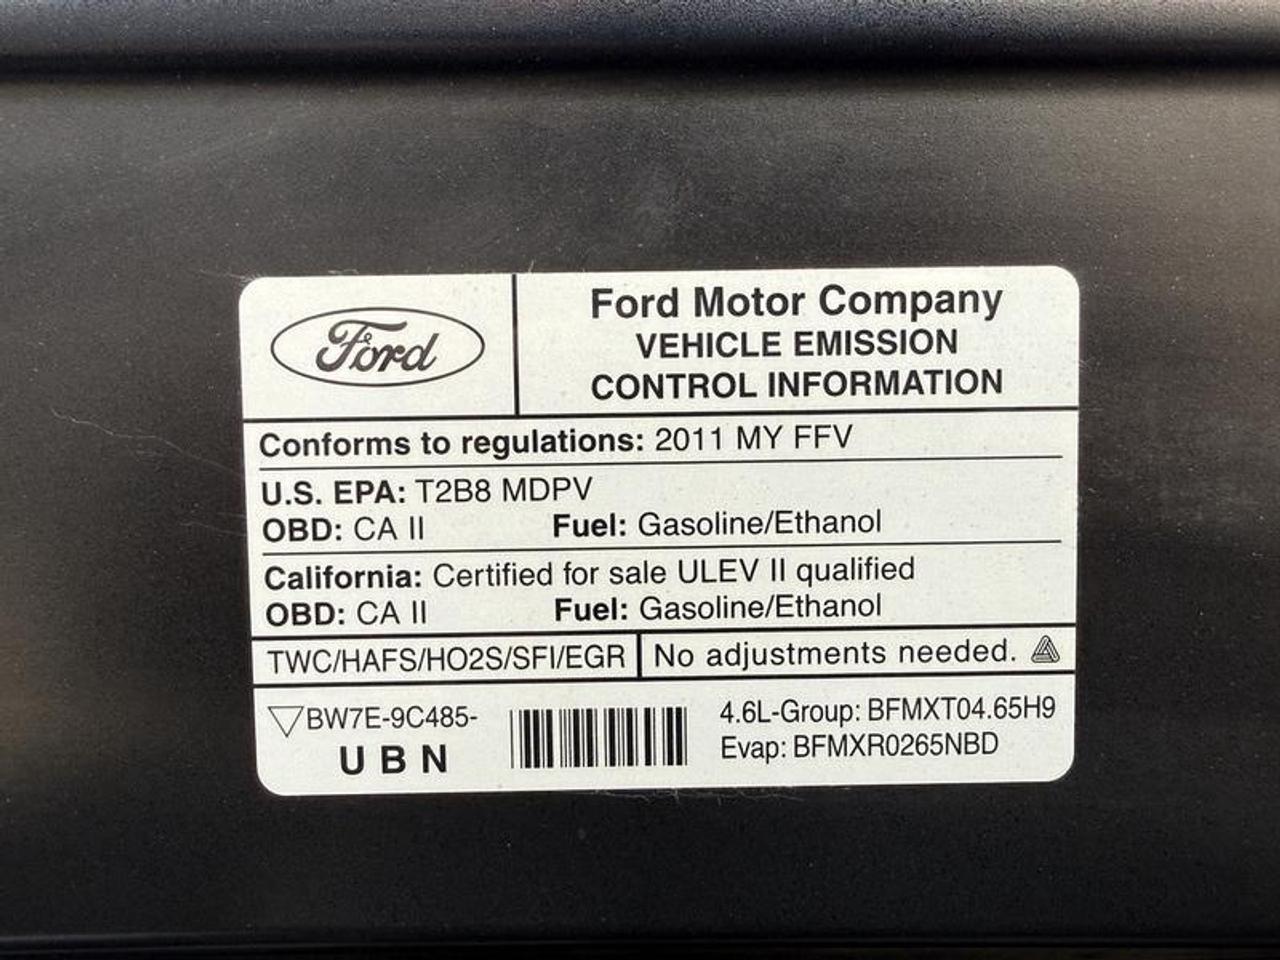 Ford
Ford Motor Company
VEHICLE EMISSION
CONTROL INFORMATION
Conforms to regulations: 2011 MY FFV
U.S. EPA: T2B8 MDPV
OBD: CA II Fuel: Gasoline/Ethanol
California: Certified for sale ULEV II qualified
OBD: CA II Fuel: Gasoline/Ethanol
TWC/HAFS/HO2S/SFI/EGR No adjustments needed.
BW7E-9C485-
UBN
4.6L-Group: BFMXT04.65H9
Evap: BFMXR0265NBD